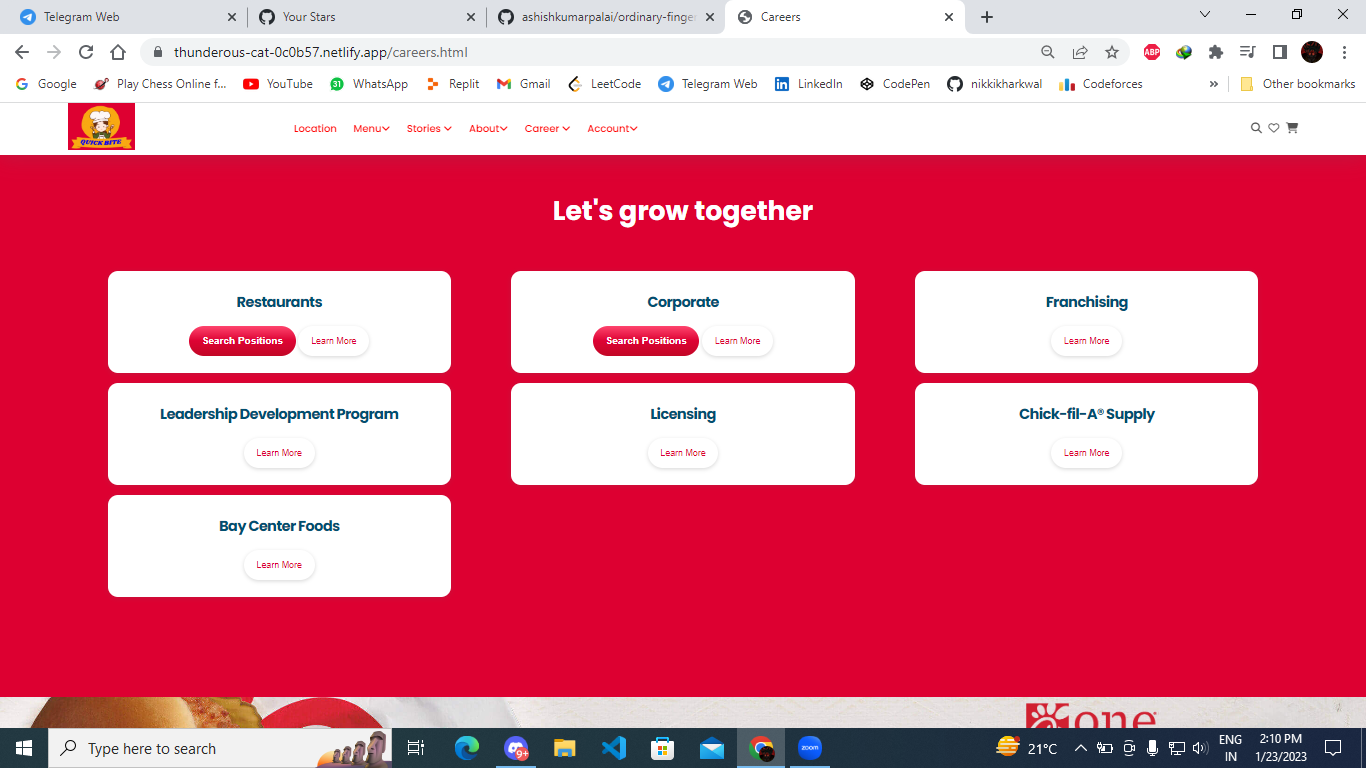 Telegram Web
Your Stars
ashishkumarpalai/ordinary-finge
Careers
thunderous-cat-0c0b57.netlify.app/careers.html
ABP
Google
Play Chess Online f...
YouTube
31
WhatsApp
Replit
Gmail
LeetCode
Telegram Web
LinkedIn
CodePen
nikkikharkwal
Codeforces
»
Other bookmarks
QUICK BITE
Location
Menu
Stories
About
Career
Account
Let's grow together
Restaurants
Search Positions
Learn More
Corporate
Search Positions
Learn More
Franchising
Learn More
Leadership Development Program
Learn More
Licensing
Learn More
Chick-fil-A® Supply
Learn More
Bay Center Foods
Learn More
one
Type here to search
9+
zoom
21°C
ENG
IN
2:10 PM
1/23/2023